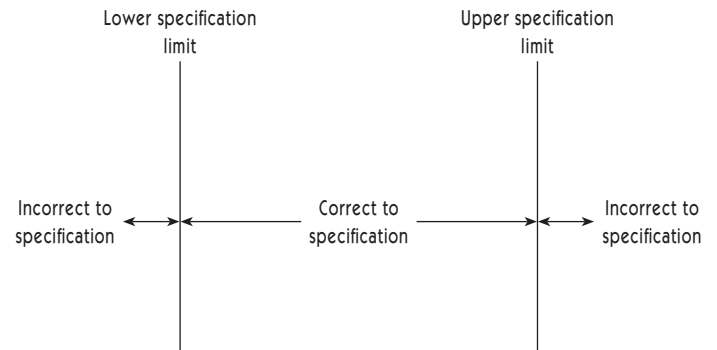 Lower specification
limit
Upper specification
limit
Incorrect to
specification
Correct to
specification
Incorrect to
specification